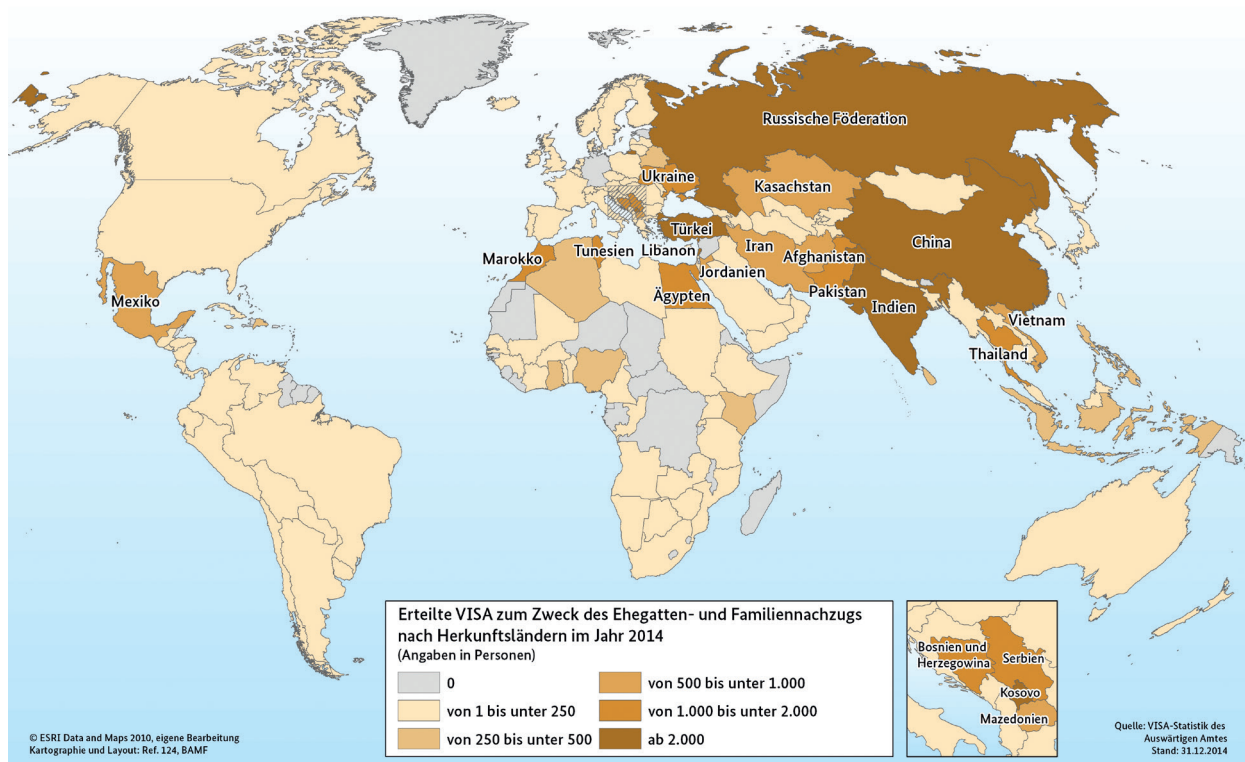 Russische Föderation
Ukraine
Kasachstan
Türkei
China
Marokko
Tunesien
Libanon
Iran
Afghanistan
Jordanien
Ägypten
Pakistan
Indien
Mexiko
Vietnam
Thailand
Erteilte VISA zum Zweck des Ehegatten- und Familiennachzugs
nach Herkunftsländern im Jahr 2014
(Angaben in Personen)
0
von 1 bis unter 250
von 250 bis unter 500
von 500 bis unter 1.000
von 1.000 bis unter 2.000
ab 2.000
Bosnien und
Herzegowina
Serbien
Kosovo
Mazedonien
© ESRI Data and Maps 2010, eigene Bearbeitung
Kartographie und Layout: Ref. 124, BAMF
Quelle: VISA-Statistik des
Auswärtigen Amtes
Stand: 31.12.2014